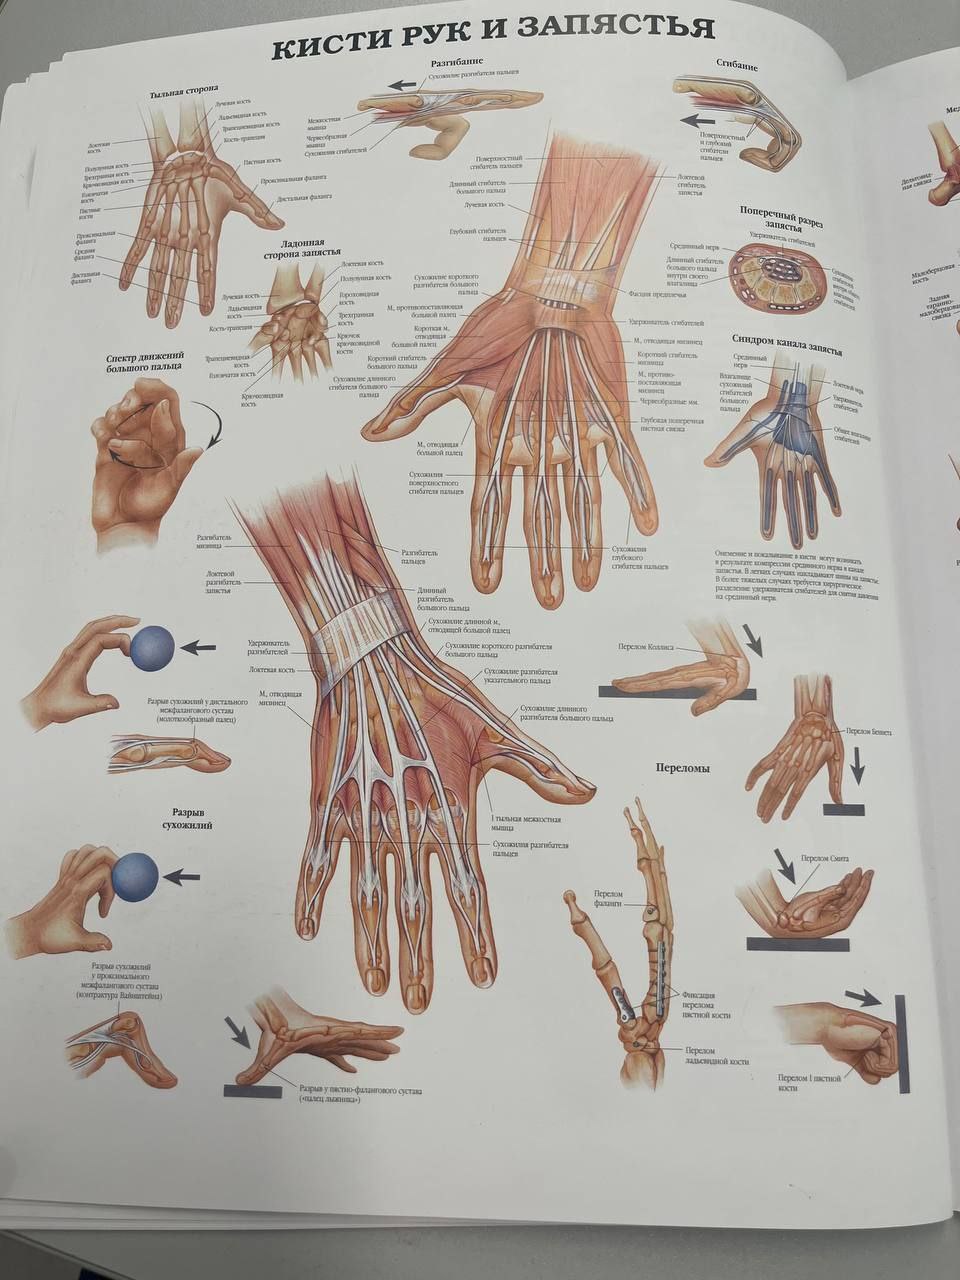 КИСТИ РУК И ЗАПЯСТЬЯ
Тыльная сторона
Лучевая кость
Ладьевидная кость
Трапециевидная кость
Кость-трапеция
Пястная кость
Проксимальная фаланга
Дистальная фаланга
Локтевая
кость
Полулунная кость
Трехгранная кость
Крючковидная кость
Головчатая
кость
Пястные
кости
Проксимальная
фаланга
Средняя
фаланга
Дистальная
фаланга
Разгибание
Сухожилие разгибателя пальцев
Межкостная
мышца
Червеобразная
мышца
Сухожилия сгибателей
Сгибание
Поверхностный
и глубокий
сгибатели
пальцев
Ладонная
сторона запястья
Локтевая кость
Полулунная кость
Гороховидная
кость
Трехгранная
кость
Крючок
крючковидной
кости
Лучевая кость
Ладьевидная
кость
Кость-трапеция
Трапециевидная
кость
Головчатая кость
Крючковидная
кость
Поверхностный
сгибатель пальцев
Длинный сгибатель
большого пальца
Лучевая кость
Глубокий сгибатель
пальцев
Сухожилие короткого
разгибателя большого
пальца
М, противопоставляющая
большой палец
Короткая м,
отводящая
большой палец
Короткий сгибатель
большого пальца
Сухожилие длинного
сгибателя большого пальца
М, отводящая
большой палец
Сухожилия
поверхностного
сгибателя пальцев
Локтевой
сгибатель
запястья
Фасция предплечья
Удерживатель сгибателей
М, отводящая мизинец
Короткий сгибатель
мизинца
М, противо-
поставляющая
мизинец
Червеобразные мм.
Глубокая поперечная
пястная связка
Сухожилия
глубокого
сгибателя пальцев
Поперечный разрез
запястья
Удерживатель сгибателей
Срединный нерв
Длинный сгибатель
большого пальца
внутри своего
влагалища
Сухожилия
сгибателей
внутри общего
влагалища
сгибателей
Синдром канала запястья
Срединный
нерв
Влагалище
сухожилий
сгибателей
большого
пальца
Локтевой нерв
Удерживатель
сгибателей
Общее влагалище
сгибателей
Онемение и покалывание в кисти могут возникать
в результате компрессии срединного нерва в канале
запястья. В легких случаях накладывают шины на запястье.
В более тяжелых случаях требуется хирургическое
разделение удерживателя сгибателей для снятия давления
на срединный нерв.
Спектр движений
большого пальца
Разгибатель
мизинца
Локтевой
разгибатель
запястья
Удерживатель
разгибателей
Локтевая кость
М, отводящая
мизинец
Разгибатель
пальцев
Длинный
разгибатель
большого пальца
Сухожилие длинной м,
отводящей большой палец
Сухожилие короткого разгибателя
большого пальца
Сухожилие разгибателя
указательного пальца
Сухожилие длинного
разгибателя большого пальца
I тыльная межкостная
мышца
Сухожилия разгибателя
пальцев
Разрыв сухожилий у дистального
межфалангового сустава
(молоткообразный палец)
Разрыв
сухожилий
Разрыв сухожилий
у проксимального
межфалангового сустава
(контрактура Вайнштейна)
Разрыв у пястно-фалангового сустава
(«палец лыжника»)
Перелом Коллиса
Перелом Беннета
Переломы
Перелом Смита
Перелом
фаланги
Фиксация
перелома
пястной кости
Перелом
ладьевидной кости
Перелом I пястной
кости
Дельтовид-
ная связка
Малоберцовая
кость
Задняя
таранно-
малоберцовая
связка